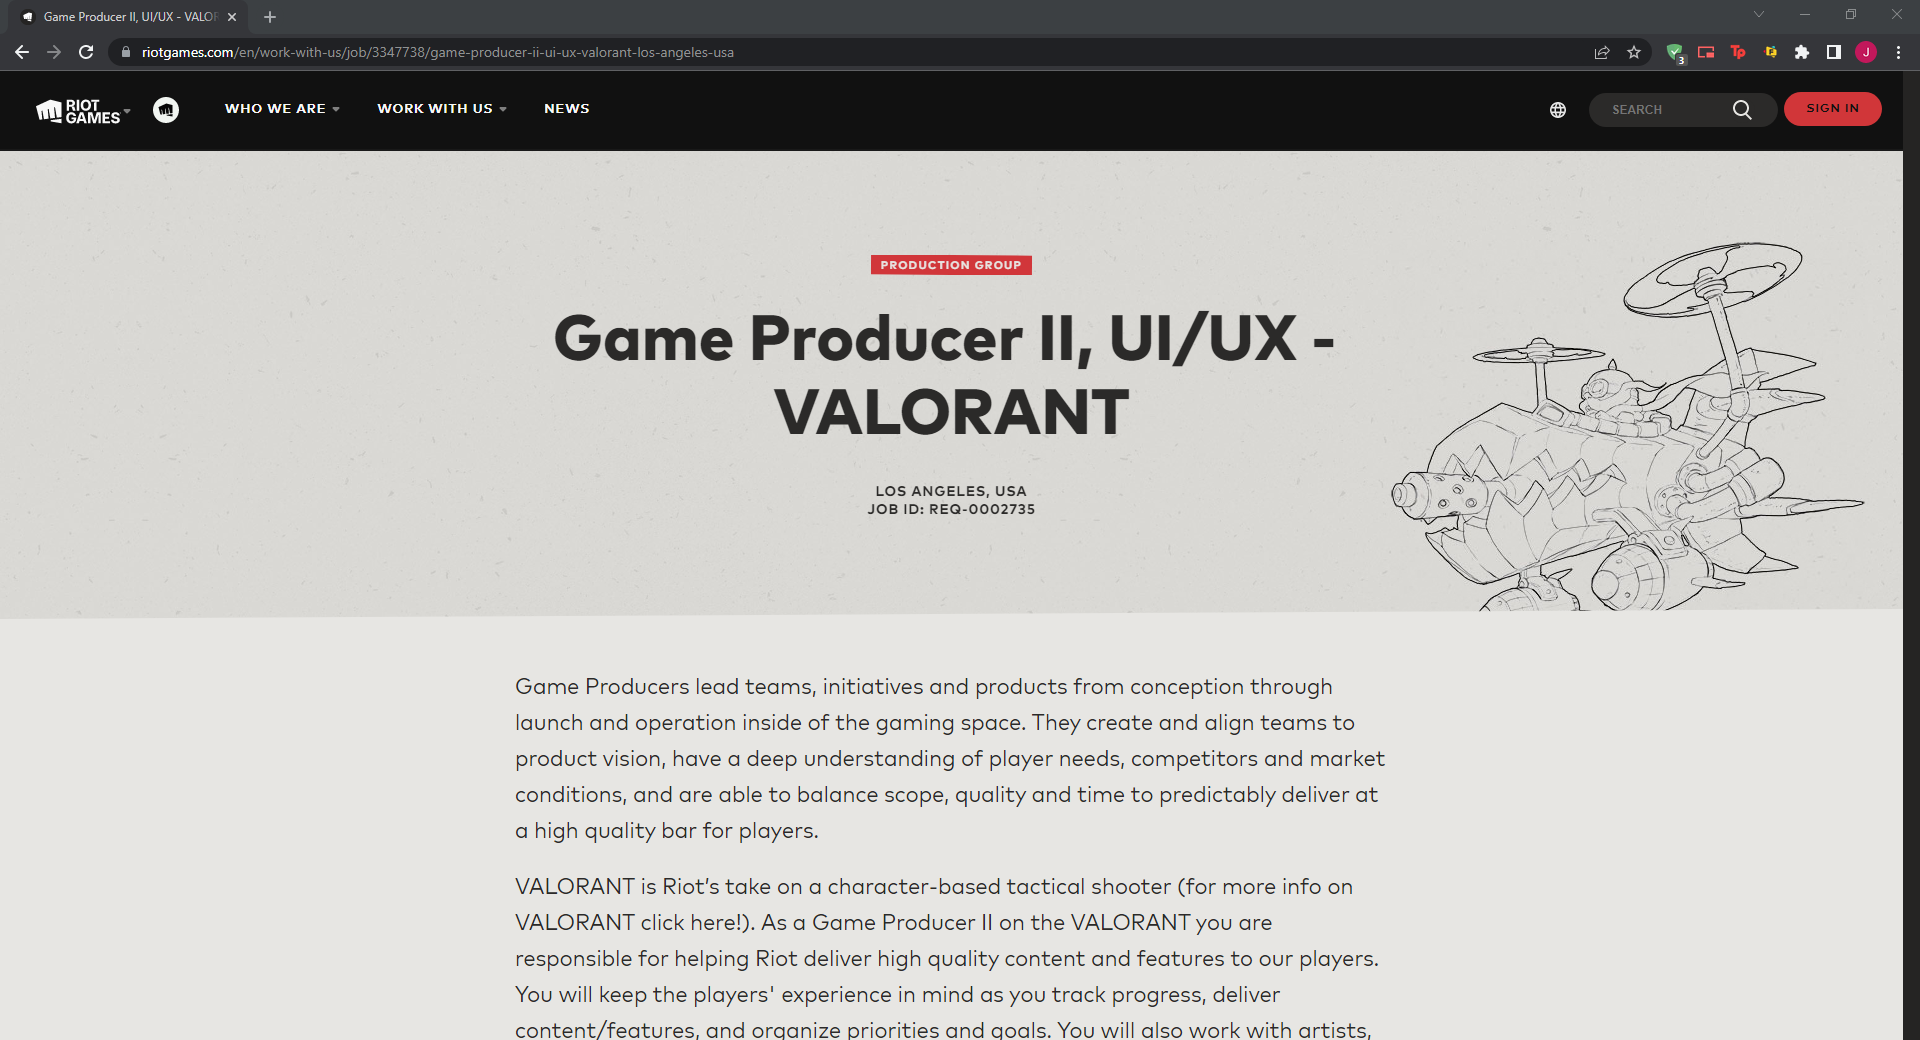 Game Producer II, UI/UX - VALOR
riotgames.com/en/work-with-us/job/3347738/game-producer-ii-ui-ux-valorant-los-angeles-usa
3
Tp
J
RIOT
GAMES
WHO WE ARE
WORK WITH US
NEWS
SEARCH
SIGN IN
PRODUCTION GROUP
Game Producer II, UI/UX -
VALORANT
LOS ANGELES, USA
JOB ID: REQ-0002735
Game Producers lead teams, initiatives and products from conception through
launch and operation inside of the gaming space. They create and align teams to
product vision, have a deep understanding of player needs, competitors and market
conditions, and are able to balance scope, quality and time to predictably deliver at
a high quality bar for players.
VALORANT is Riot’s take on a character-based tactical shooter (for more info on
VALORANT click here!). As a Game Producer II on the VALORANT you are
responsible for helping Riot deliver high quality content and features to our players.
You will keep the players' experience in mind as you track progress, deliver
content/features, and organize priorities and goals. You will also work with artists,